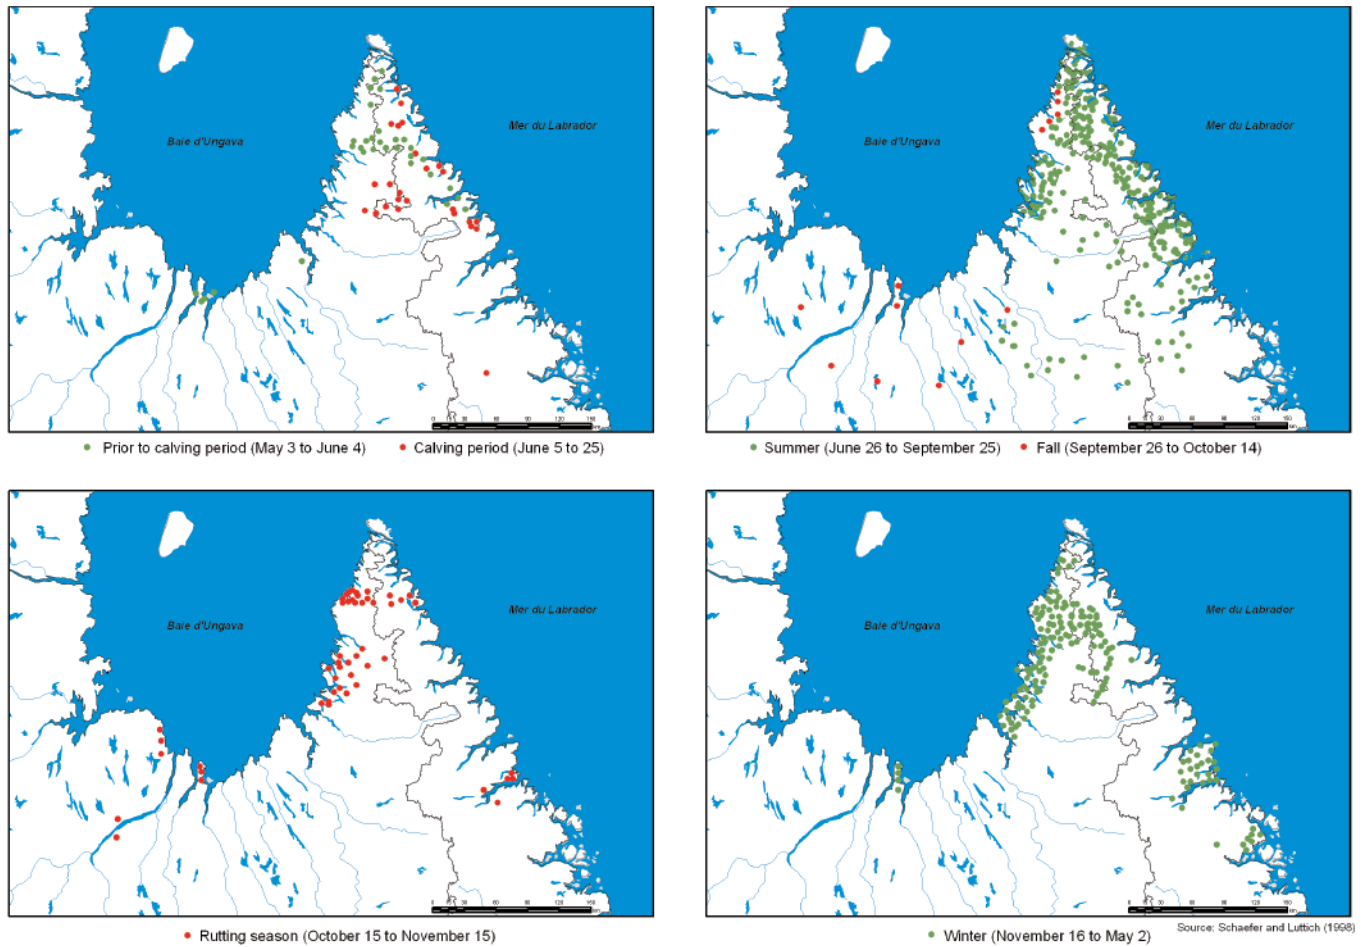 Baie d'Ungava
Mer du Labrador
Prior to calving period (May 3 to June 4)
Calving period (June 5 to 25)
Baie d'Ungava
Mer du Labrador
Summer (June 26 to September 25)
Fall (September 26 to October 14)
Baie d'Ungava
Mer du Labrador
Rutting season (October 15 to November 15)
Baie d'Ungava
Mer du Labrador
Winter (November 16 to May 2)
Source: Schaefer and Luttich (1998)